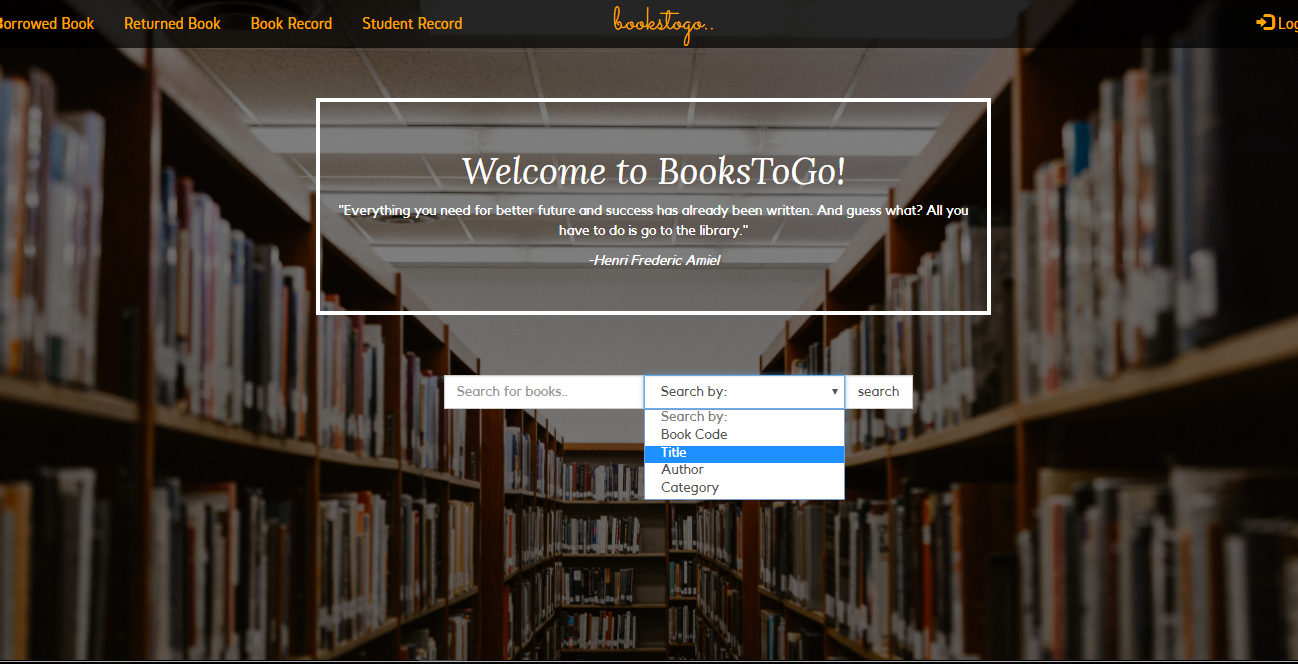 Borrowed Book Returned Book Book Record Student Record bookstogo.. Log
Welcome to BooksToGo!
"Everything you need for better future and success has already been written. And guess what? All you
have to do is go to the library."
-Henri Frederic Amiel
Search for books.. Search by: search
Search by:
Book Code
Title
Author
Category